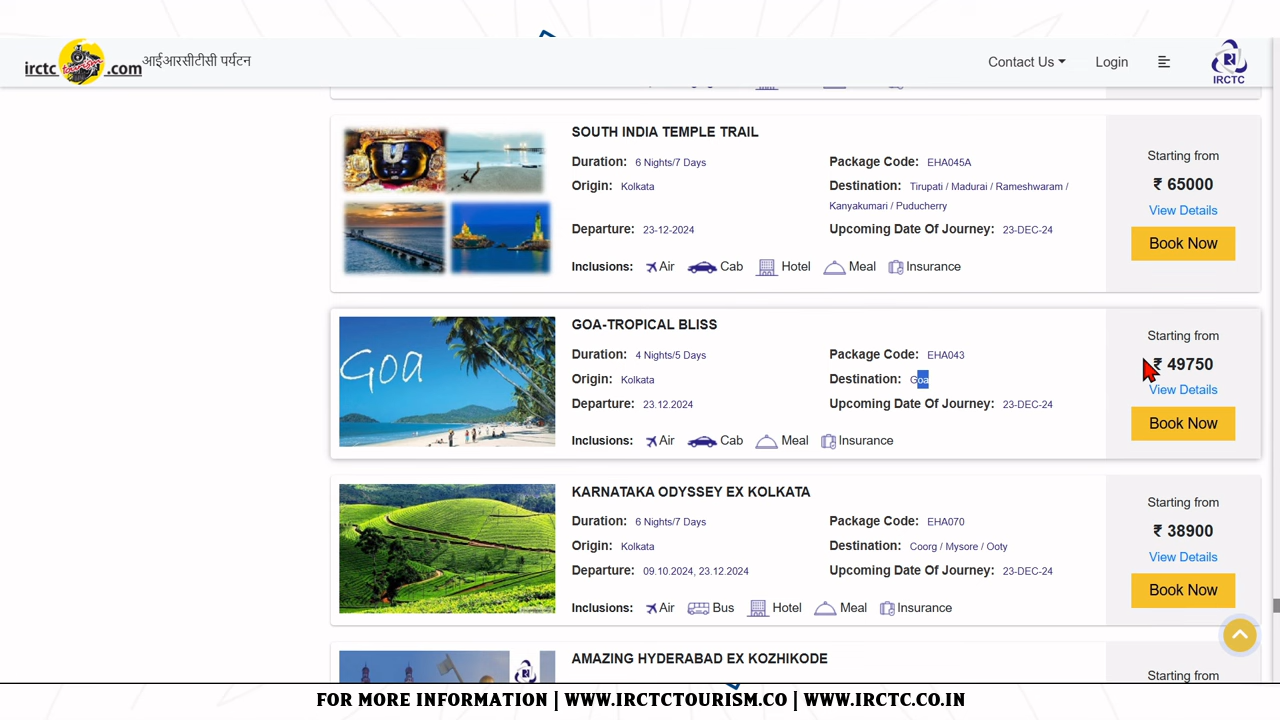 irctc .com आईआरसीटीसी पर्यटन
Contact Us Login
IRCTC
SOUTH INDIA TEMPLE TRAIL
Duration: 6 Nights/7 Days
Package Code: EHA045A
Origin: Kolkata
Destination: Tirupati / Madurai / Rameshwaram /
Kanyakumari / Puducherry
Departure: 23-12-2024
Upcoming Date Of Journey: 23-DEC-24
Inclusions: Air Cab Hotel Meal Insurance
Starting from
₹ 65000
View Details
Book Now
Goa
GOA-TROPICAL BLISS
Duration: 4 Nights/5 Days
Package Code: EHA043
Origin: Kolkata
Destination: Goa
Departure: 23.12.2024
Upcoming Date Of Journey: 23-DEC-24
Inclusions: Air Cab Meal Insurance
Starting from
₹ 49750
View Details
Book Now
KARNATAKA ODYSSEY EX KOLKATA
Duration: 6 Nights/7 Days
Package Code: EHA070
Origin: Kolkata
Destination: Coorg / Mysore / Ooty
Departure: 09.10.2024, 23.12.2024
Upcoming Date Of Journey: 23-DEC-24
Inclusions: Air Bus Hotel Meal Insurance
Starting from
₹ 38900
View Details
Book Now
AMAZING HYDERABAD EX KOZHIKODE
Starting from
FOR MORE INFORMATION | WWW.IRCTCTOURISM.CO | WWW.IRCTC.CO.IN